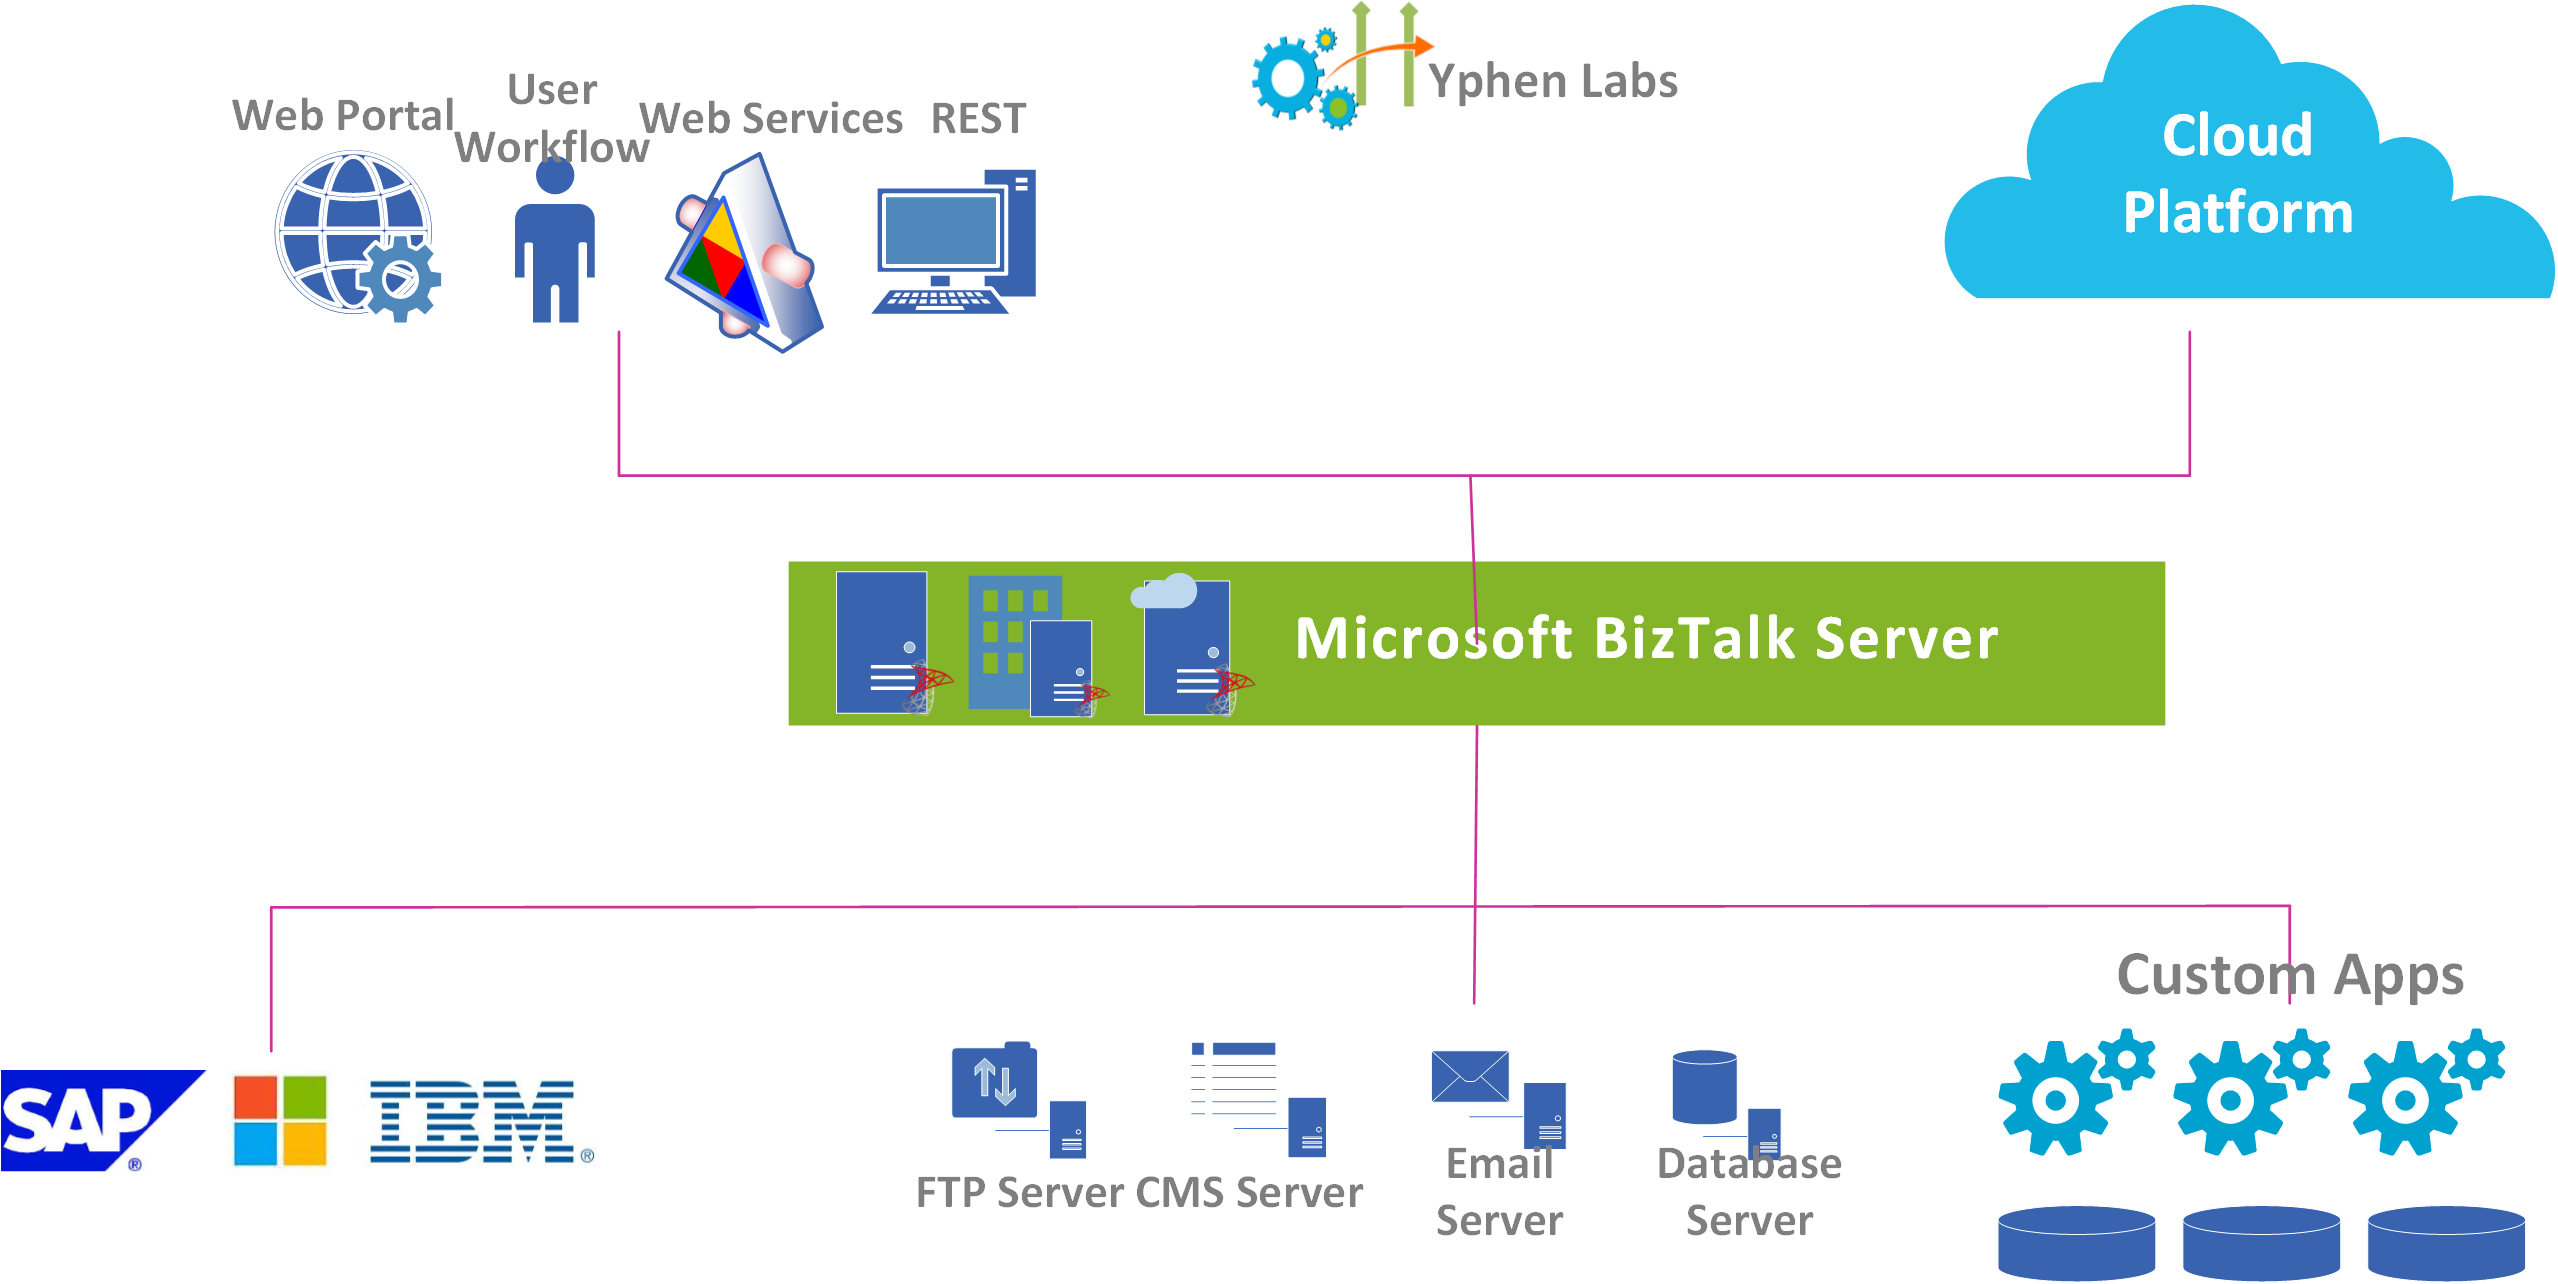 Web Portal
User
Workflow
Web Services
REST
Yphen Labs
Cloud
Platform
Microsoft BizTalk Server
Custom Apps
SAP
®
IBM
®
FTP Server
CMS Server
Email
Server
Database
Server